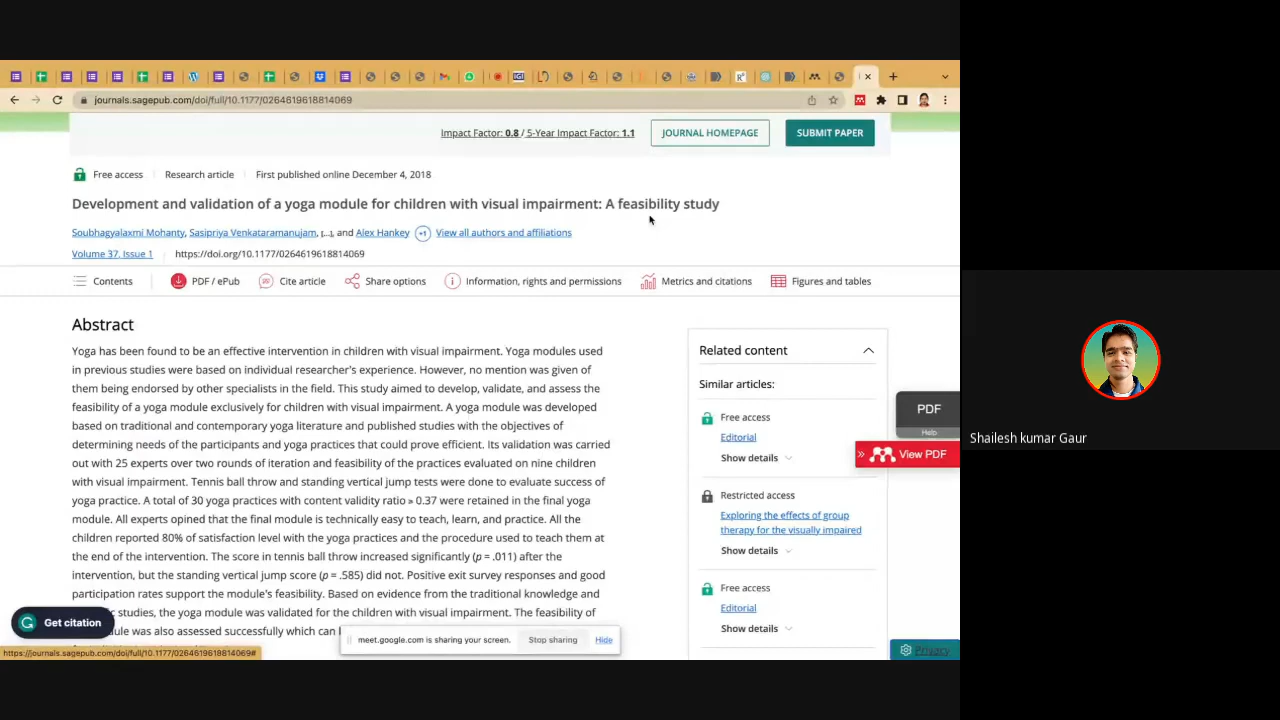 journals.sagepub.com/doi/full/10.1177/0264619618814069
Impact Factor: 0.8 / 5-Year Impact Factor: 1.1
JOURNAL HOMEPAGE
SUBMIT PAPER
Free access
Research article
First published online December 4, 2018
Development and validation of a yoga module for children with visual impairment: A feasibility study
Soubhagyalaxmi Mohanty, Sasipriya Venkataramanujam, [...], and Alex Hankey +1 View all authors and affiliations
Volume 37, Issue 1
https://doi.org/10.1177/0264619618814069
Contents
PDF / ePub
Cite article
Share options
Information, rights and permissions
Metrics and citations
Figures and tables
Abstract
Yoga has been found to be an effective intervention in children with visual impairment. Yoga modules used
in previous studies were based on individual researcher's experience. However, no mention was given of
them being endorsed by other specialists in the field. This study aimed to develop, validate, and assess the
feasibility of a yoga module exclusively for children with visual impairment. A yoga module was developed
based on traditional and contemporary yoga literature and published studies with the objectives of
determining needs of the participants and yoga practices that could prove efficient. Its validation was carried
out with 25 experts over two rounds of iteration and feasibility of the practices evaluated on nine children
with visual impairment. Tennis ball throw and standing vertical jump tests were done to evaluate success of
yoga practice. A total of 30 yoga practices with content validity ratio ⩾ 0.37 were retained in the final yoga
module. All experts opined that the final module is technically easy to teach, learn, and practice. All the
children reported 80% of satisfaction level with the yoga practices and the procedure used to teach them at
the end of the intervention. The score in tennis ball throw increased significantly (p = .011) after the
intervention, but the standing vertical jump score (p = .585) did not. Positive exit survey responses and good
participation rates support the module's feasibility. Based on evidence from the traditional knowledge and
studies, the yoga module was validated for the children with visual impairment. The feasibility of
was also assessed successfully which can
Related content
Similar articles:
Free access
Editorial
Show details
Restricted access
Exploring the effects of group
therapy for the visually impaired
Show details
Free access
Editorial
Show details
PDF
Help
View PDF
Get citation
meet.google.com is sharing your screen.
Stop sharing
Hide
https://journals.sagepub.com/doi/full/10.1177/0264619618814069#
Privacy
Shailesh kumar Gaur